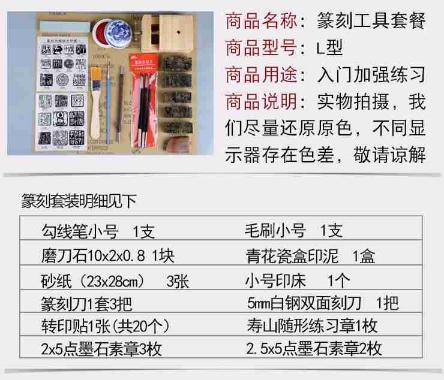 商品名称：篆刻工具套餐
商品型号：L型
商品用途：入门加强练习
商品说明：实物拍摄，我
们尽量还原原色，不同显
示器存在色差，敬请谅解
篆刻套装明细见下
勾线笔小号 1支 毛刷小号 1支
磨刀石10x2x0.8 1块 青花瓷盒印泥 1盒
砂纸（23x28cm） 3张 小号印床 1个
篆刻刀1套3把 5mm白钢双面刻刀 1把
转印贴1张(共20个） 寿山随形练习章1枚
2x5点墨石素章3枚 2.5x5点墨石素章2枚